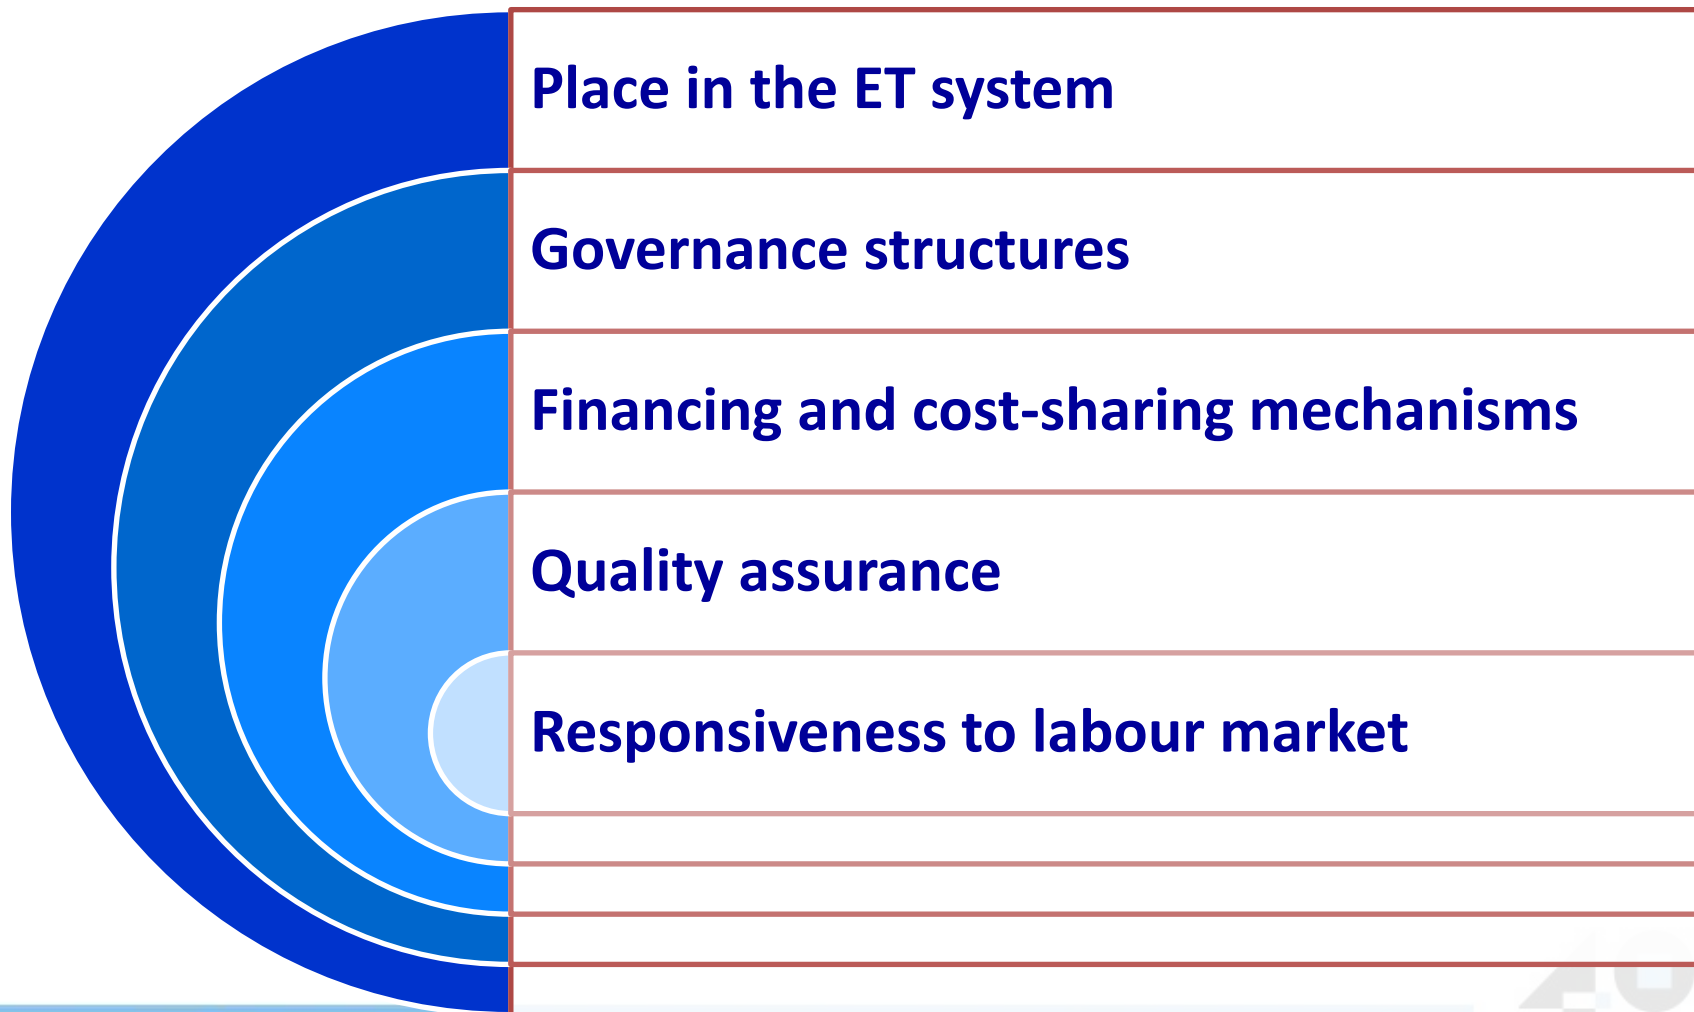 Place in the ET system
Governance structures
Financing and cost-sharing mechanisms
Quality assurance
Responsiveness to labour market